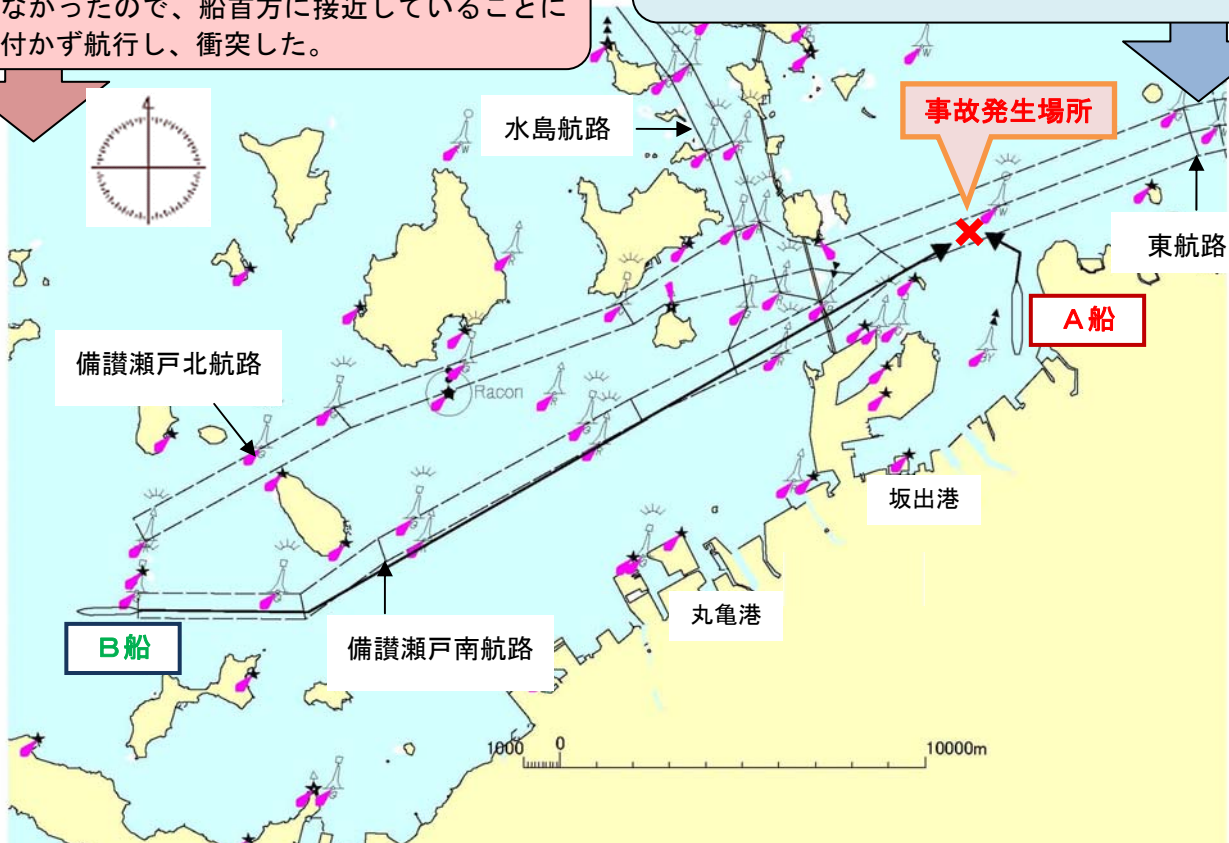 なかったので、船首方に接近していることに
付かず航行し、衝突した。
水島航路
事故発生場所
東航路
A船
備讃瀬戸北航路
Racon
坂出港
丸亀港
B船
備讃瀬戸南航路
1000 0 10000m